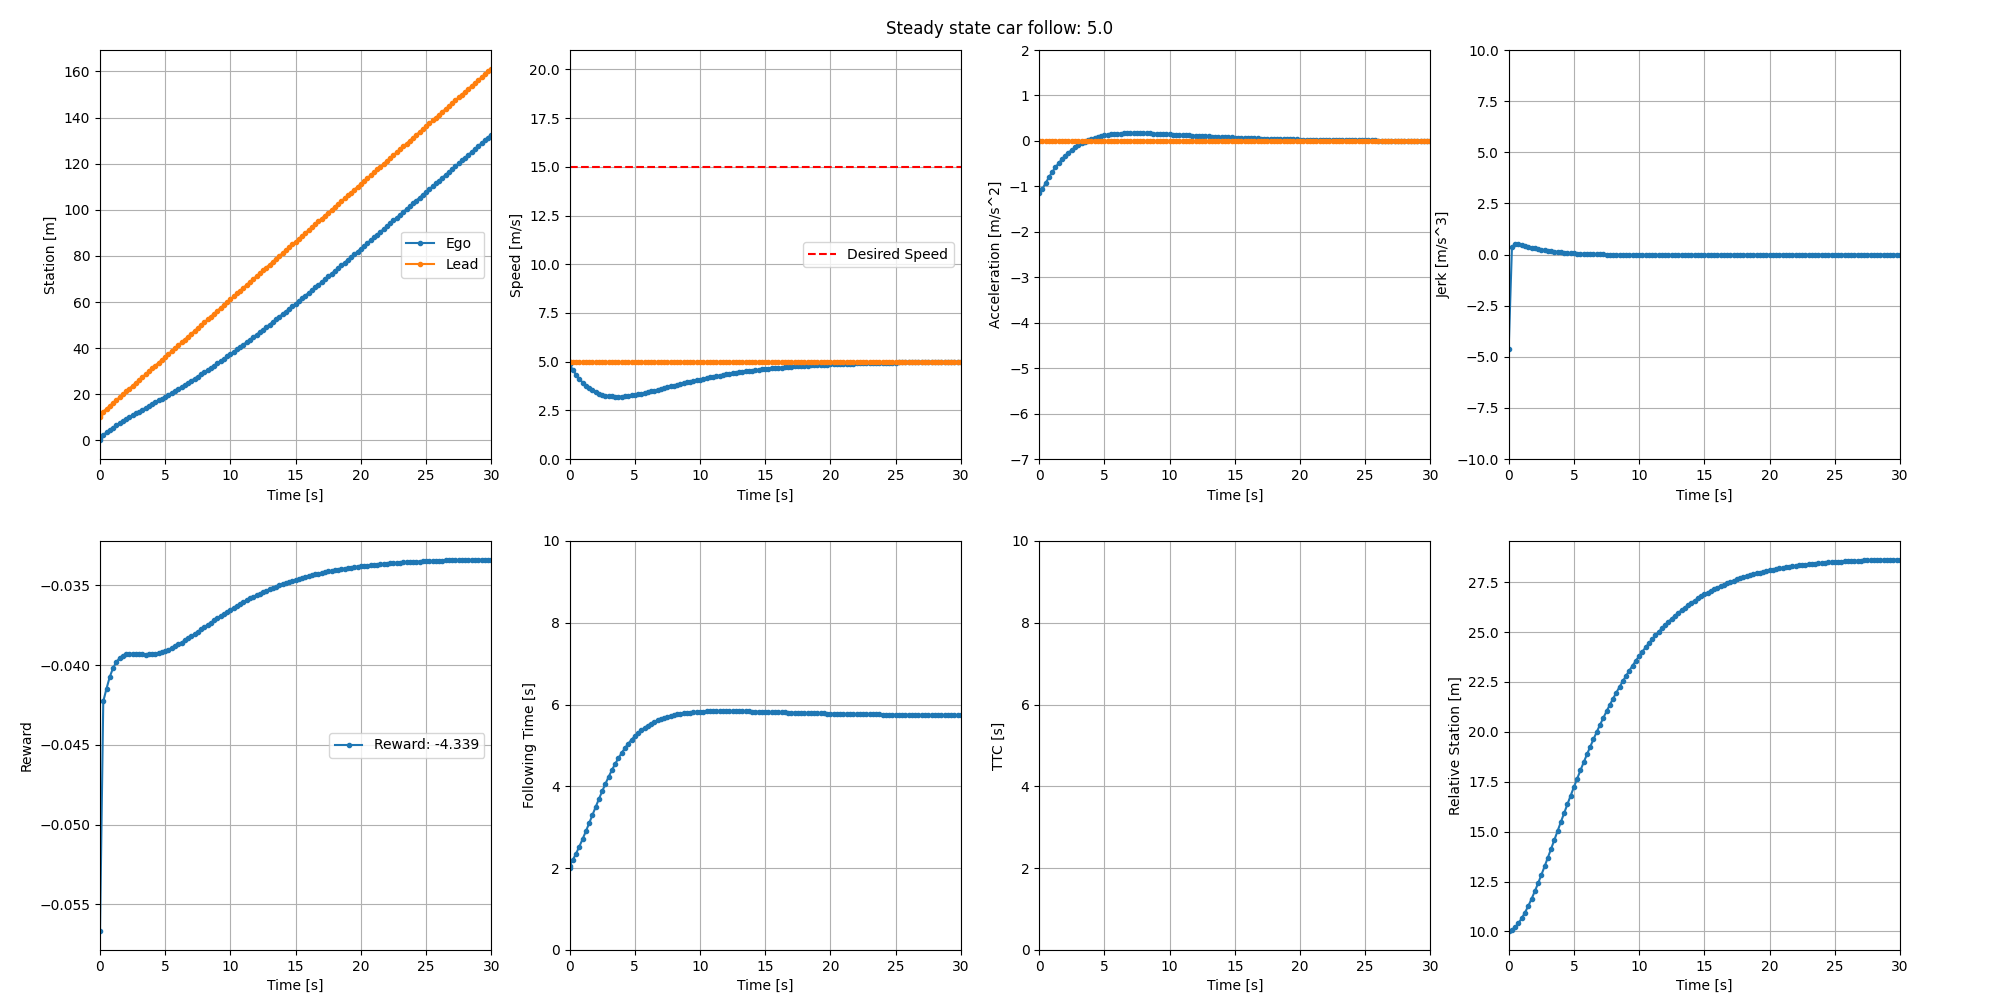 Steady state car follow: 5.0
Station [m]
160
140
120
100
80
60
40
20
0
Ego
Lead
0 5 10 15 20 25 30
Time [s]
Speed [m/s]
20.0
17.5
15.0
12.5
10.0
7.5
5.0
2.5
0.0
Desired Speed
0 5 10 15 20 25 30
Time [s]
Acceleration [m/s^2]
2
1
0
−1
−2
−3
−4
−5
−6
−7
0 5 10 15 20 25 30
Time [s]
Jerk [m/s^3]
10.0
7.5
5.0
2.5
0.0
−2.5
−5.0
−7.5
−10.0
0 5 10 15 20 25 30
Time [s]
Reward
−0.035
−0.040
−0.045
−0.050
−0.055
Reward: -4.339
0 5 10 15 20 25 30
Time [s]
Following Time [s]
10
8
6
4
2
0
0 5 10 15 20 25 30
Time [s]
TTC [s]
10
8
6
4
2
0
0 5 10 15 20 25 30
Time [s]
Relative Station [m]
27.5
25.0
22.5
20.0
17.5
15.0
12.5
10.0
0 5 10 15 20 25 30
Time [s]